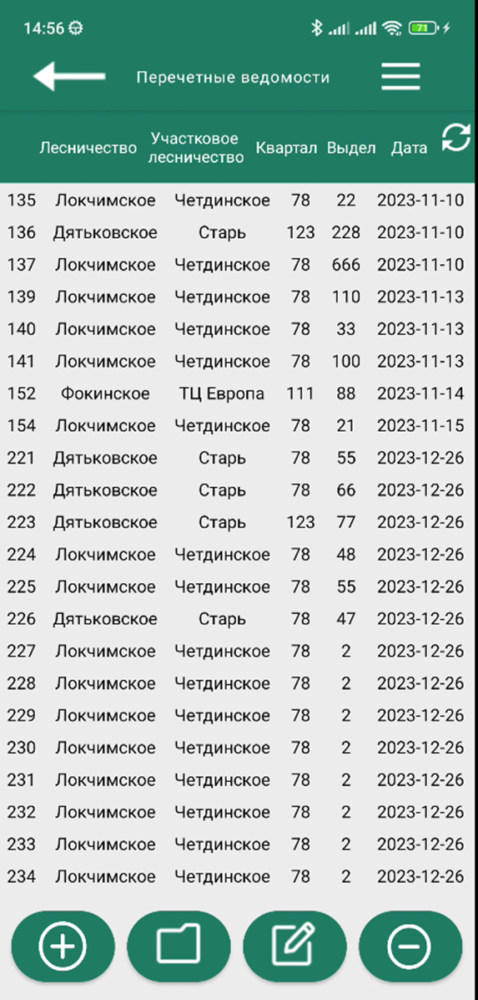 14:56 71
Перечетные ведомости
Лесничество Участковое лесничество Квартал Выдел Дата
135 Локчимское Четдинское 78 22 2023-11-10
136 Дятьковское Старь 123 228 2023-11-10
137 Локчимское Четдинское 78 666 2023-11-10
139 Локчимское Четдинское 78 110 2023-11-13
140 Локчимское Четдинское 78 33 2023-11-13
141 Локчимское Четдинское 78 100 2023-11-13
152 Фокинское ТЦ Европа 111 88 2023-11-14
154 Локчимское Четдинское 78 21 2023-11-15
221 Дятьковское Старь 78 55 2023-12-26
222 Дятьковское Старь 78 66 2023-12-26
223 Дятьковское Старь 123 77 2023-12-26
224 Локчимское Четдинское 78 48 2023-12-26
225 Локчимское Четдинское 78 55 2023-12-26
226 Дятьковское Старь 78 47 2023-12-26
227 Локчимское Четдинское 78 2 2023-12-26
228 Локчимское Четдинское 78 2 2023-12-26
229 Локчимское Четдинское 78 2 2023-12-26
230 Локчимское Четдинское 78 2 2023-12-26
231 Локчимское Четдинское 78 2 2023-12-26
232 Локчимское Четдинское 78 2 2023-12-26
233 Локчимское Четдинское 78 2 2023-12-26
234 Локчимское Четдинское 78 2 2023-12-26